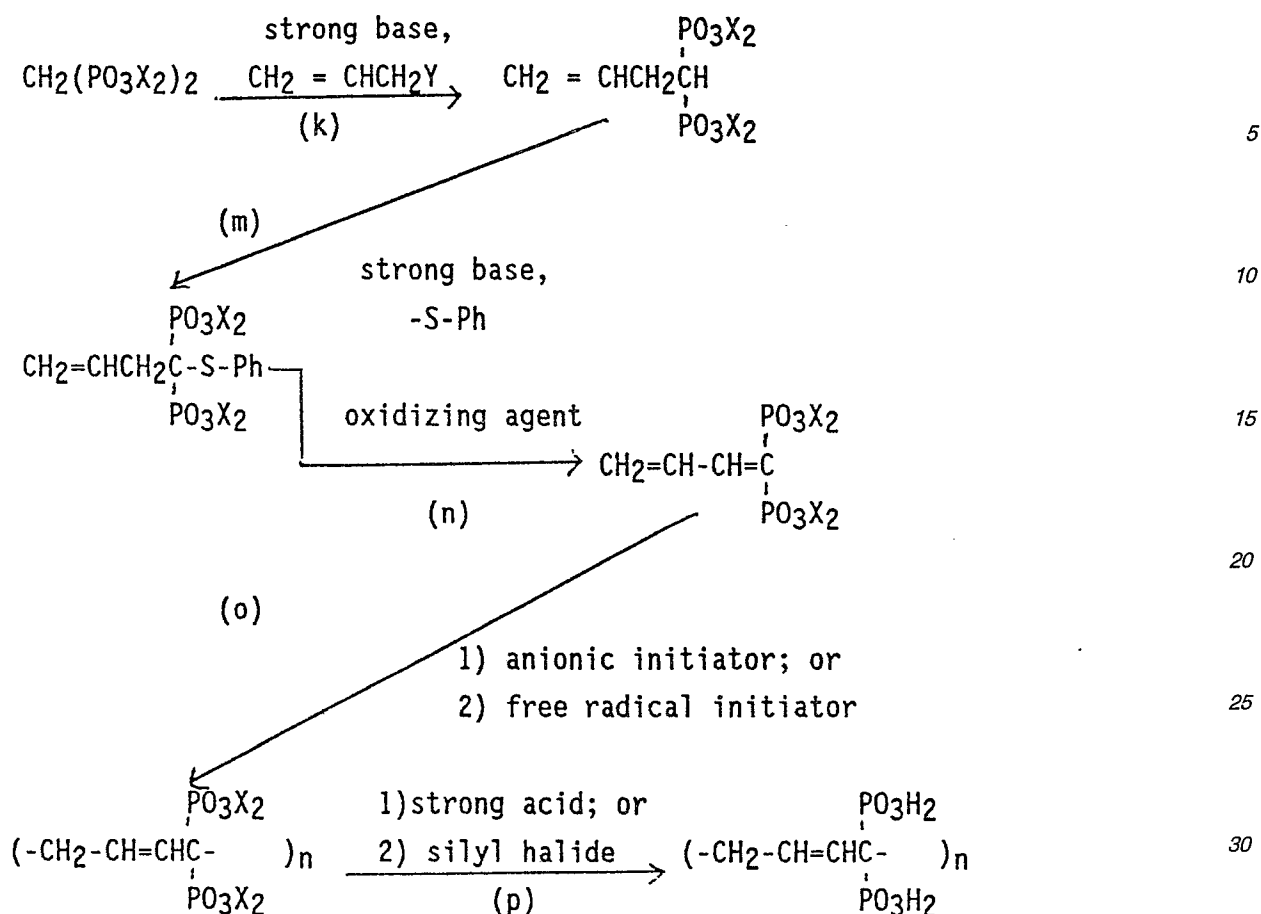 strong base,
PO3X2
CH2(PO3X2)2 CH2 = CHCH2Y CH2 = CHCH2CH
(k)
PO3X2
5
(m)
strong base,
10
-S-Ph
PO3X2
CH2=CHCH2C-S-Ph
PO3X2
oxidizing agent
PO3X2
15
CH2=CH-CH=C
(n)
PO3X2
20
(o)
1) anionic initiator; or
2) free radical initiator
25
PO3X2
1)strong acid; or
PO3H2
(-CH2-CH=CHC- )n
2) silyl halide
(-CH2-CH=CHC- )n
30
PO3X2
(p)
PO3H2